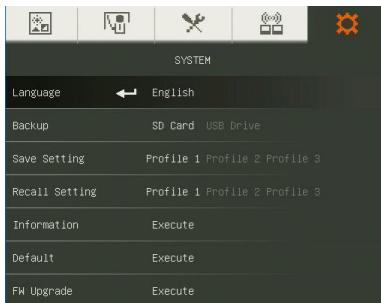 SYSTEM
Language English
Backup SD Card USB Drive
Save Setting Profile 1 Profile 2 Profile 3
Recall Setting Profile 1 Profile 2 Profile 3
Information Execute
Default Execute
FW Upgrade Execute